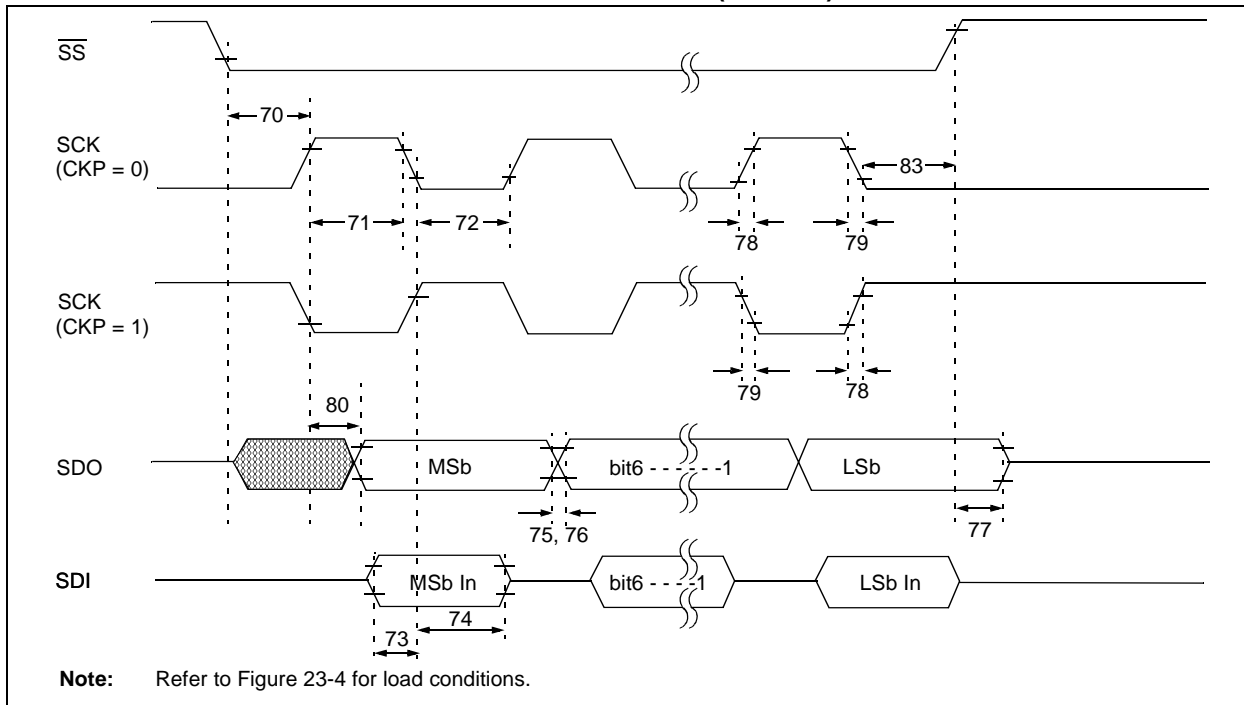 SS
70
SCK
(CKP = 0)
83
71
72
78
79
SCK
(CKP = 1)
79
78
80
SDO
MSb
bit6 - - - - - -1
LSb
75, 76
77
SDI
MSb In
bit6 - - - -1
LSb In
74
73
Note: Refer to Figure 23-4 for load conditions.